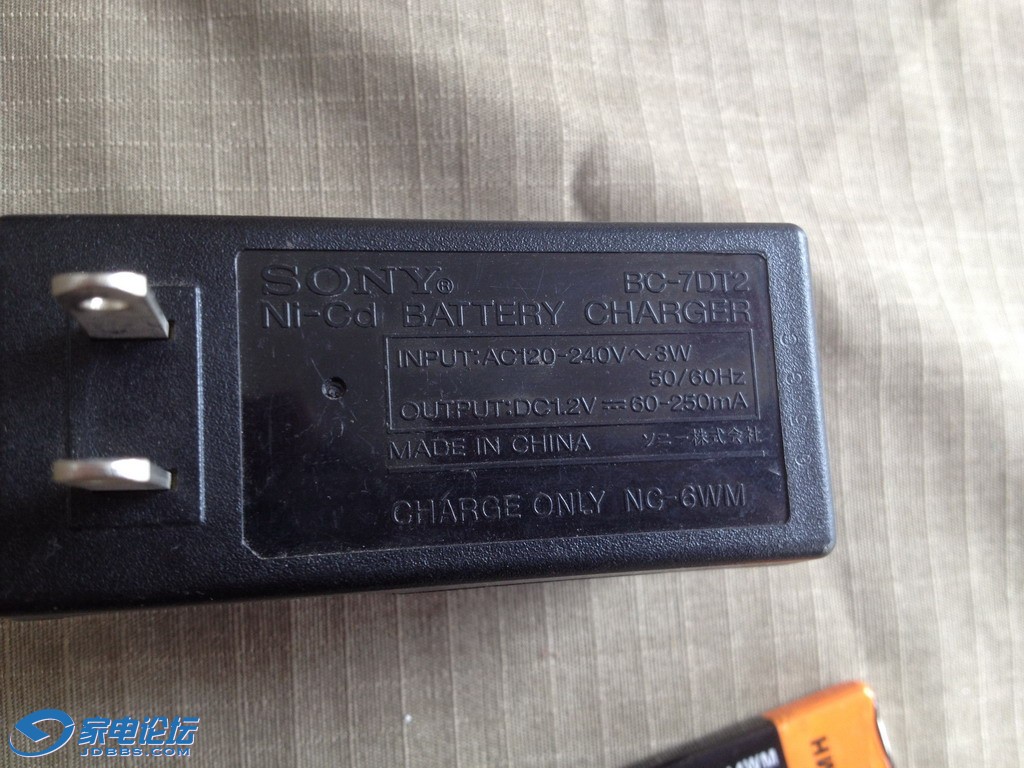 SONY®
BC-7DT2
Ni-Cd BATTERY CHARGER
INPUT:AC120-240V～3W
50/60Hz
OUTPUT:DC1.2V⎓60-250mA
MADE IN CHINA ソニー株式会社
CHARGE ONLY NC-6WM
家电论坛
JDBBS.COM